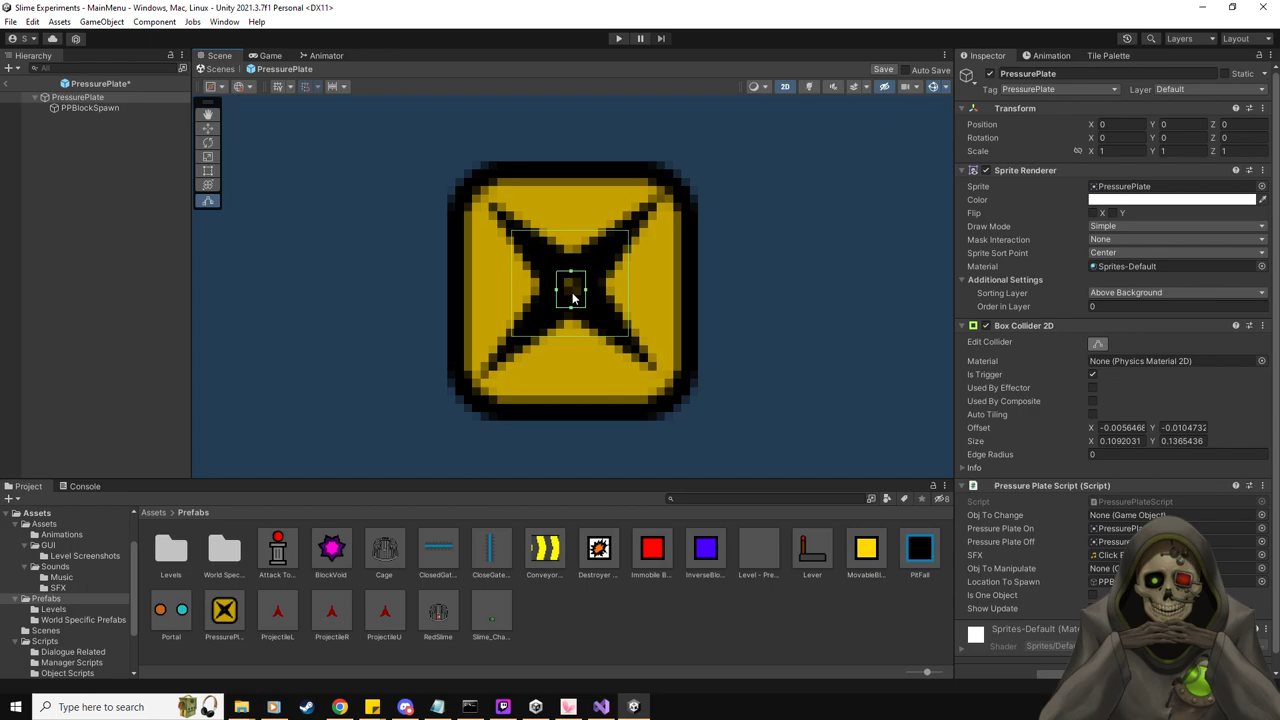 Slime Experiments - MainMenu - Windows, Mac, Linux - Unity 2021.3.7f1 Personal <DX11>
File Edit Assets GameObject Component Jobs Window Help
S Layers Layout
Hierarchy Scene Game Animator Inspector Animation Tile Palette
All Scenes PressurePlate Save Auto Save PressurePlate Static
PressurePlate* 2D Tag PressurePlate Layer Default
PressurePlate
PPBlockSpawn
Transform
Position X 0 Y 0 Z 0
Rotation X 0 Y 0 Z 0
Scale X 1 Y 1 Z 1
Sprite Renderer
Sprite PressurePlate
Color
Flip X Y
Draw Mode Simple
Mask Interaction None
Sprite Sort Point Center
Material Sprites-Default
Additional Settings
Sorting Layer Above Background
Order in Layer 0
Box Collider 2D
Edit Collider
Material None (Physics Material 2D)
Is Trigger
Used By Effector
Used By Composite
Auto Tiling
Offset X -0.005646 Y -0.0104732
Size X 0.1092031 Y 0.1365436
Edge Radius 0
Info
Pressure Plate Script (Script)
Script PressurePlateScript
Obj To Change None (Game Object)
Pressure Plate On
Pressure Plate Off
SFX Click E
Obj To Manipulate None (
Location To Spawn PPB
Is One Object
Show Update
Sprites-Default (Mate
Shader Sprites/Defa
Project Console
8
Assets
Assets
Animations
GUI
Level Screenshots
Sounds
Music
SFX
Prefabs
Levels
World Specific Prefabs
Scenes
Scripts
Dialogue Related
Manager Scripts
Object Scripts
Assets Prefabs
Levels World Spec... Attack To... BlockVoid Cage ClosedGat... CloseGate... Conveyor... Destroyer ... Immobile B... InverseBlo... Level - Pre... Lever MovableBl... PitFall
Portal PressurePl... ProjectileL ProjectileR ProjectileU RedSlime Slime_Cha...
Type here to search